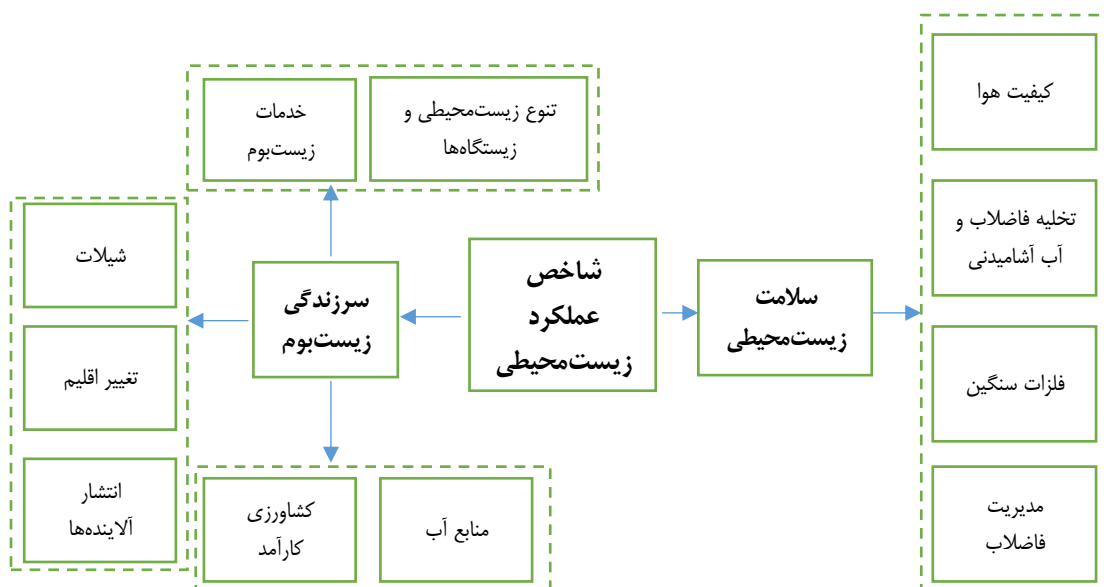 کیفیت هوا
تخلیه فاضلاب و
آب آشامیدنی
فلزات سنگین
مدیریت
فاضلاب
سلامت
زیست‌محیطی
شاخص
عملکرد
زیست‌محیطی
سرزندگی
زیست‌بوم
تنوع زیست‌محیطی و
زیستگاه‌ها
خدمات
زیست‌بوم
شیلات
تغییر اقلیم
انتشار
آلاینده‌ها
منابع آب
کشاورزی
کارآمد